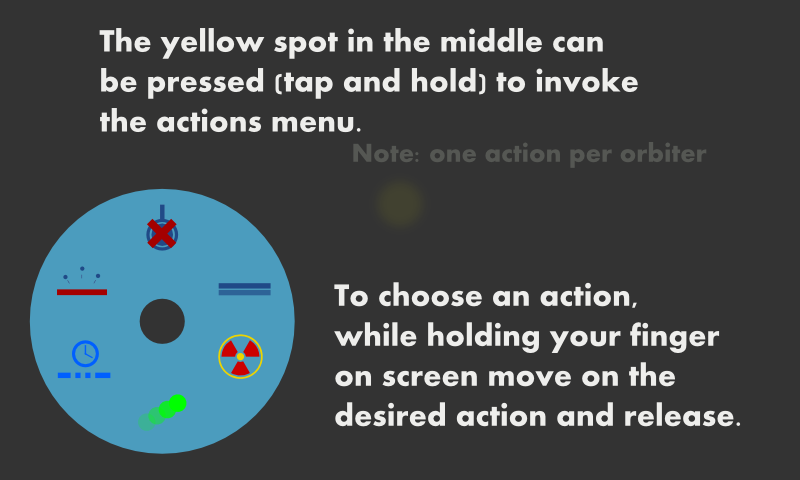 The yellow spot in the middle can
be pressed (tap and hold) to invoke
the actions menu.
Note: one action per orbiter
To choose an action,
while holding your finger
on screen move on the
desired action and release.